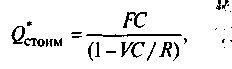 Q*стоим = FC / (1 – VC / R),